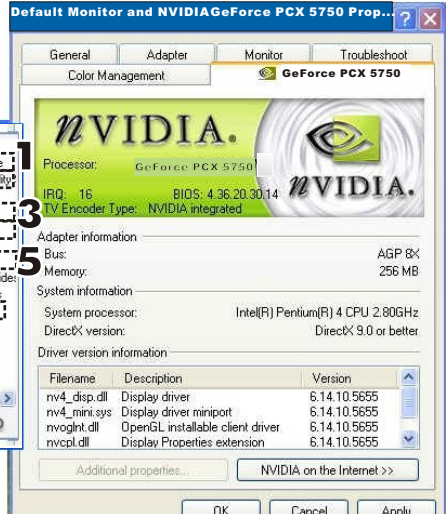 Default Monitor and NVIDIAGeForce PCX 5750 Prop...
General Adapter Monitor Troubleshoot
Color Management GeForce PCX 5750
nVIDIA.
Processor: GeForce PCX 5750
IRQ: 16 BIOS: 4.36.20.30.14 nVIDIA.
TV Encoder Type: NVIDIA integrated
1
3
5
Adapter information
Bus: AGP 8X
Memory: 256 MB
System information
System processor: Intel(R) Pentium(R) 4 CPU 2.80GHz
DirectX version: DirectX 9.0 or better
Driver version information
Filename Description Version
nv4_disp.dll Display driver 6.14.10.5655
nv4_mini.sys Display driver miniport 6.14.10.5655
nvoglnt.dll OpenGL installable client driver 6.14.10.5655
nvcpl.dll Display Properties extension 6.14.10.5655
Additional properties... NVIDIA on the Internet >>
OK Cancel Apply